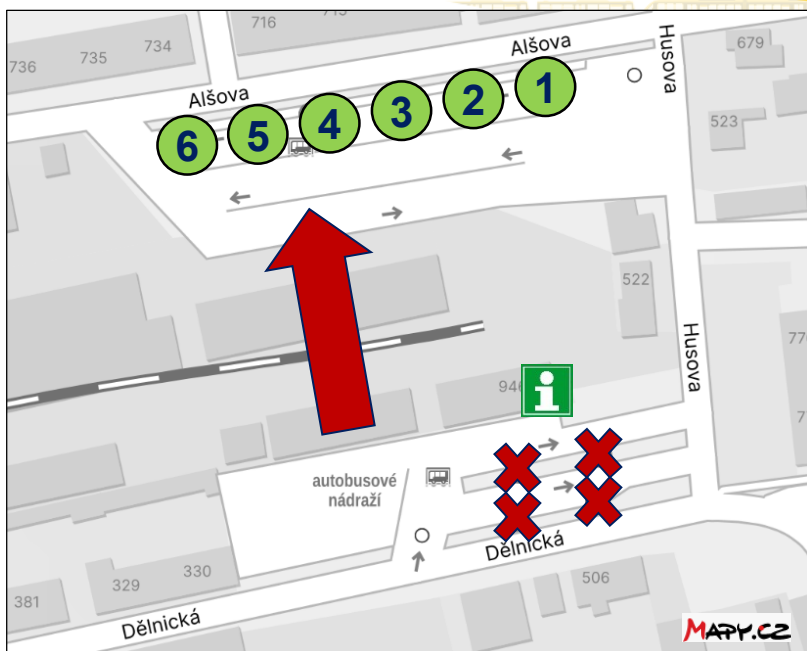 716
734
735
736
Alšova
Husova
679
Alšova
1
2
3
4
5
6
523
522
Husova
946
i
autobusové
nádraží
Dělnická
506
330
329
381
Dělnická
MAPY.CZ